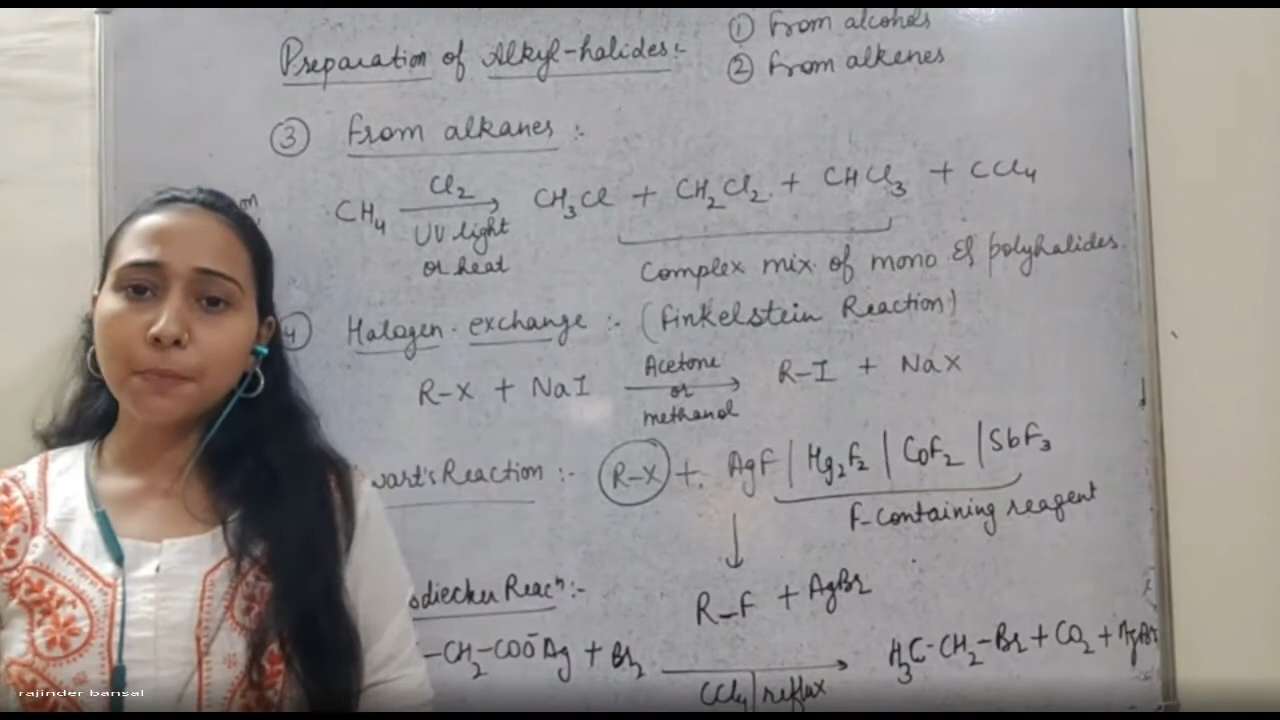 Preparation of Alkyl-halides:-
① From alcohols
② From alkenes
③ From alkanes :-
CH₄ —Cl₂ / UV light or heat→ CH₃Cl + CH₂Cl₂ + CHCl₃ + CCl₄
Complex mix. of mono & polyhalides.
④ Halogen exchange :- (Finkelstein Reaction)
R-X + NaI —Acetone or methanol→ R-I + NaX
wart's Reaction :- R-X + AgF | Hg₂F₂ | CoF₂ | SbF₃
F-containing reagent
↓
R-F + AgBr
odiecker Reacⁿ :-
-CH₂-COO⁻Ag + Br₂ —CCl₄ | reflux→ H₃C-CH₂-Br + CO₂ + AgBr
rajinder bansal